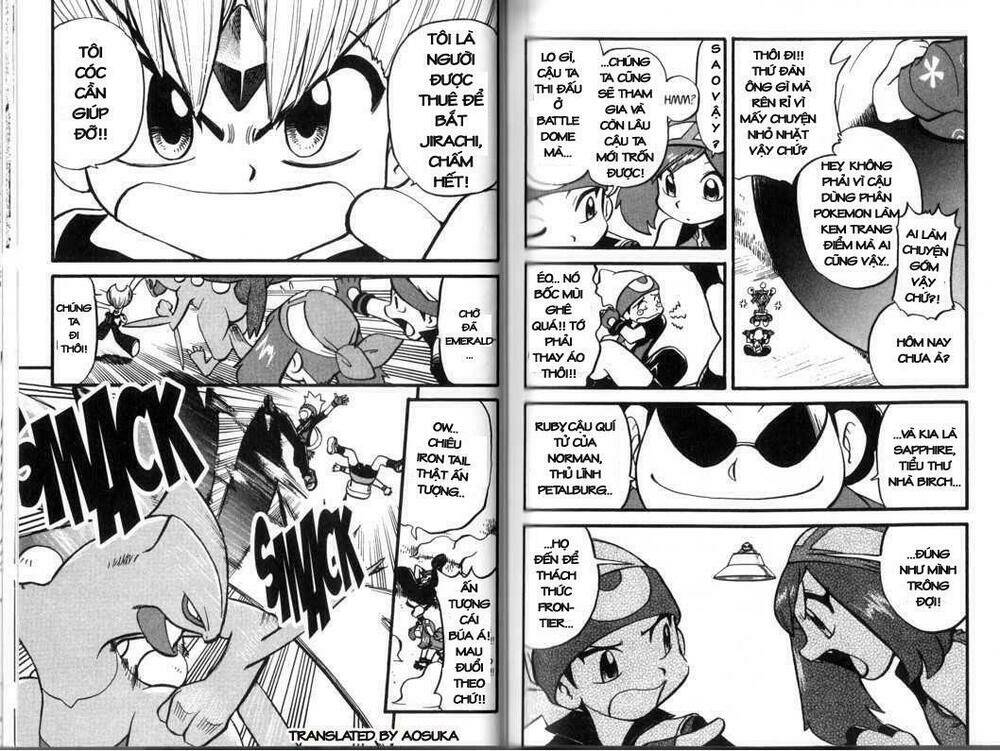 THÔI ĐI!!
THỨ ĐÀN
ÔNG GÌ MÀ
RÊN RỈ VÌ
MẤY CHUYỆN
NHỎ NHẶT
VẬY CHỨ?
AI LÀM
CHUYỆN
GỚM
VẬY
CHỨ?!
HEY, KHÔNG
PHẢI VÌ CẬU
DÙNG PHẤN
POKEMON LÀM
KEM TRANG
ĐIỂM MÀ AI
CŨNG VẬY...
HÔM NAY
CHƯA À?
SAO VẬY?
HMM?
...CHÚNG
TA CŨNG
SẼ THAM
GIA VÀ
CÒN LÂU
CẬU TA
MỚI TRỐN
ĐƯỢC!
LO GÌ,
CẬU TA
THI ĐẤU
Ở
BATTLE
DOME
MÀ...
ÉO... NÓ
BỐC MÙI
GHÊ
QUÁ!! TỚ
PHẢI
THAY ÁO
THÔI!!
...VÀ KIA LÀ
SAPPHIRE,
TIỂU THƯ
NHÀ BIRCH...
RUBY, CẬU QUÍ
TỬ CỦA
NORMAN,
THỦ LĨNH
PETALBURG...
...ĐÚNG
NHƯ MÌNH
TRÔNG
ĐỢI!
...HỌ
ĐẾN ĐỂ
THÁCH
THỨC
FRON-
TIER...
TÔI LÀ
NGƯỜI
ĐƯỢC
THUÊ ĐỂ
BẮT
JIRACHI,
CHẤM
HẾT!
TÔI
CÓC
CẦN
GIÚP
ĐỠ!!
CHỜ
ĐÃ
EMERALD
...
CHÚNG
TA ĐI
THÔI!
OW...
CHIÊU
IRON TAIL
THẬT ẤN
TƯỢNG...
SMACK
SMACK
ẤN
TƯỢNG
CÁI
BÚA Á!
MAU
ĐUỔI
THEO
CHỨ!!
TRANSLATED BY AOSUKA